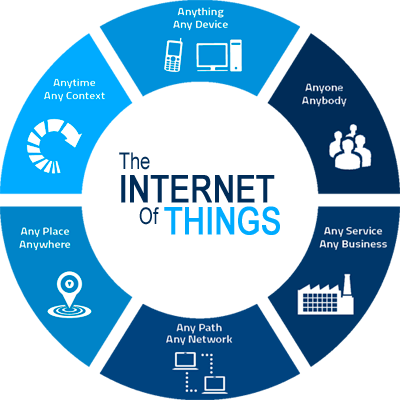 Anything
Any Device
Anyone
Anybody
Any Service
Any Business
Any Path
Any Network
Any Place
Anywhere
Anytime
Any Context
The
INTERNET
Of THINGS